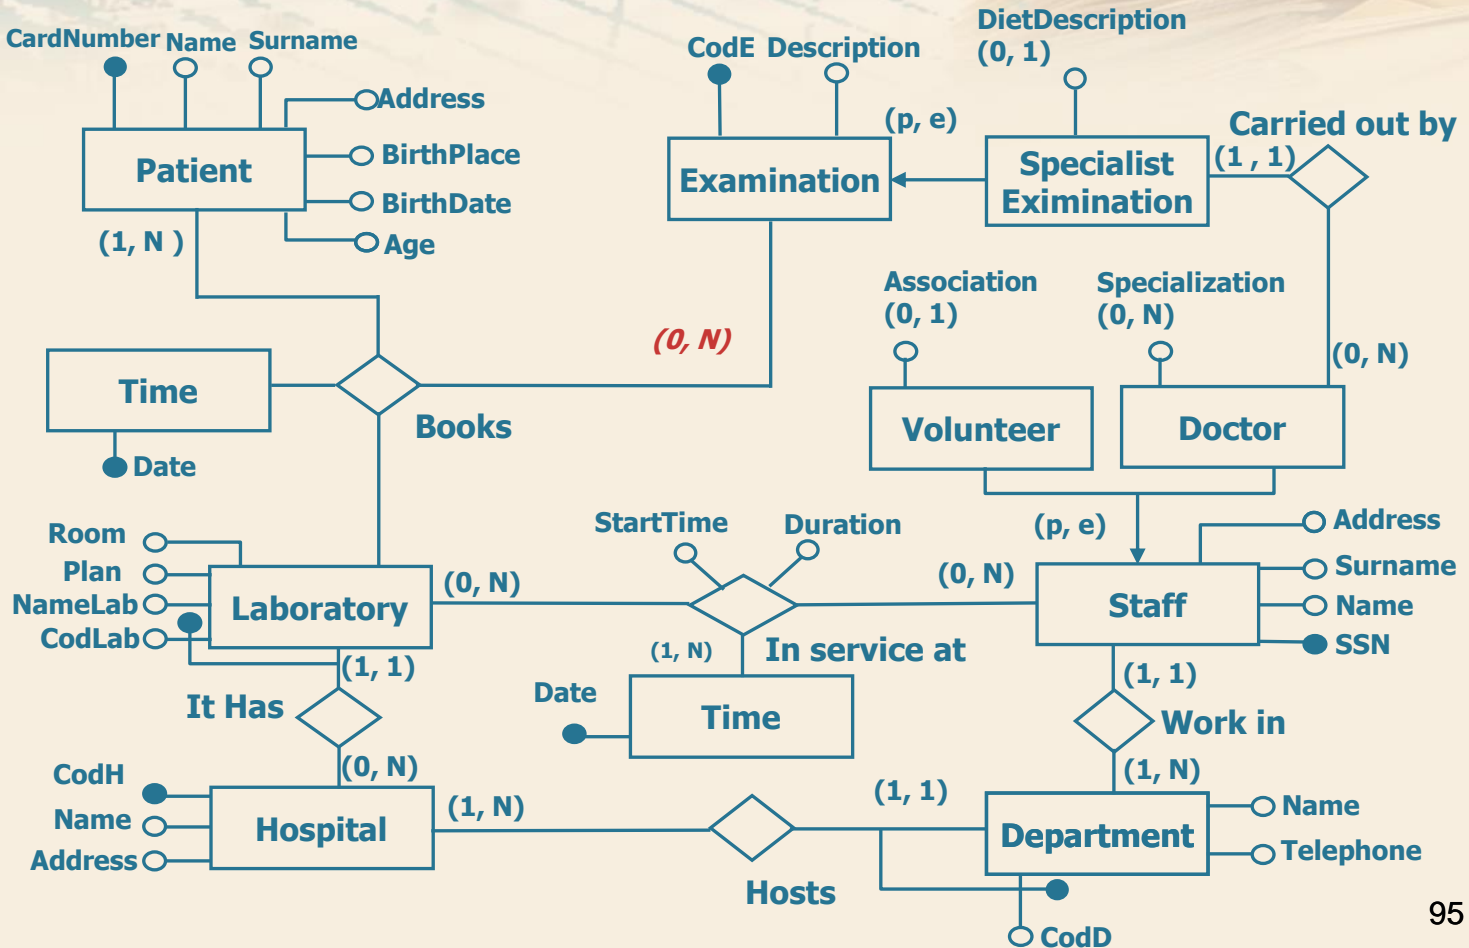 DietDescription
(0, 1)
CardNumber Name Surname
CodE Description
Address
(p, e)
Carried out by
Patient
BirthPlace
Examination
Specialist
Eximination
(1 , 1)
BirthDate
(1, N )
Age
Association
(0, 1)
Specialization
(0, N)
(0, N)
(0, N)
Time
Books
Volunteer
Doctor
Date
StartTime
Duration
(p, e)
Address
Room
Plan
NameLab
CodLab
Laboratory
(0, N)
(0, N)
Staff
Surname
Name
SSN
(1, 1)
(1, N)
In service at
(1, 1)
It Has
Date
Time
Work in
(0, N)
(1, N)
CodH
Name
Address
Hospital
(1, N)
(1, 1)
Department
Name
Telephone
Hosts
CodD
95